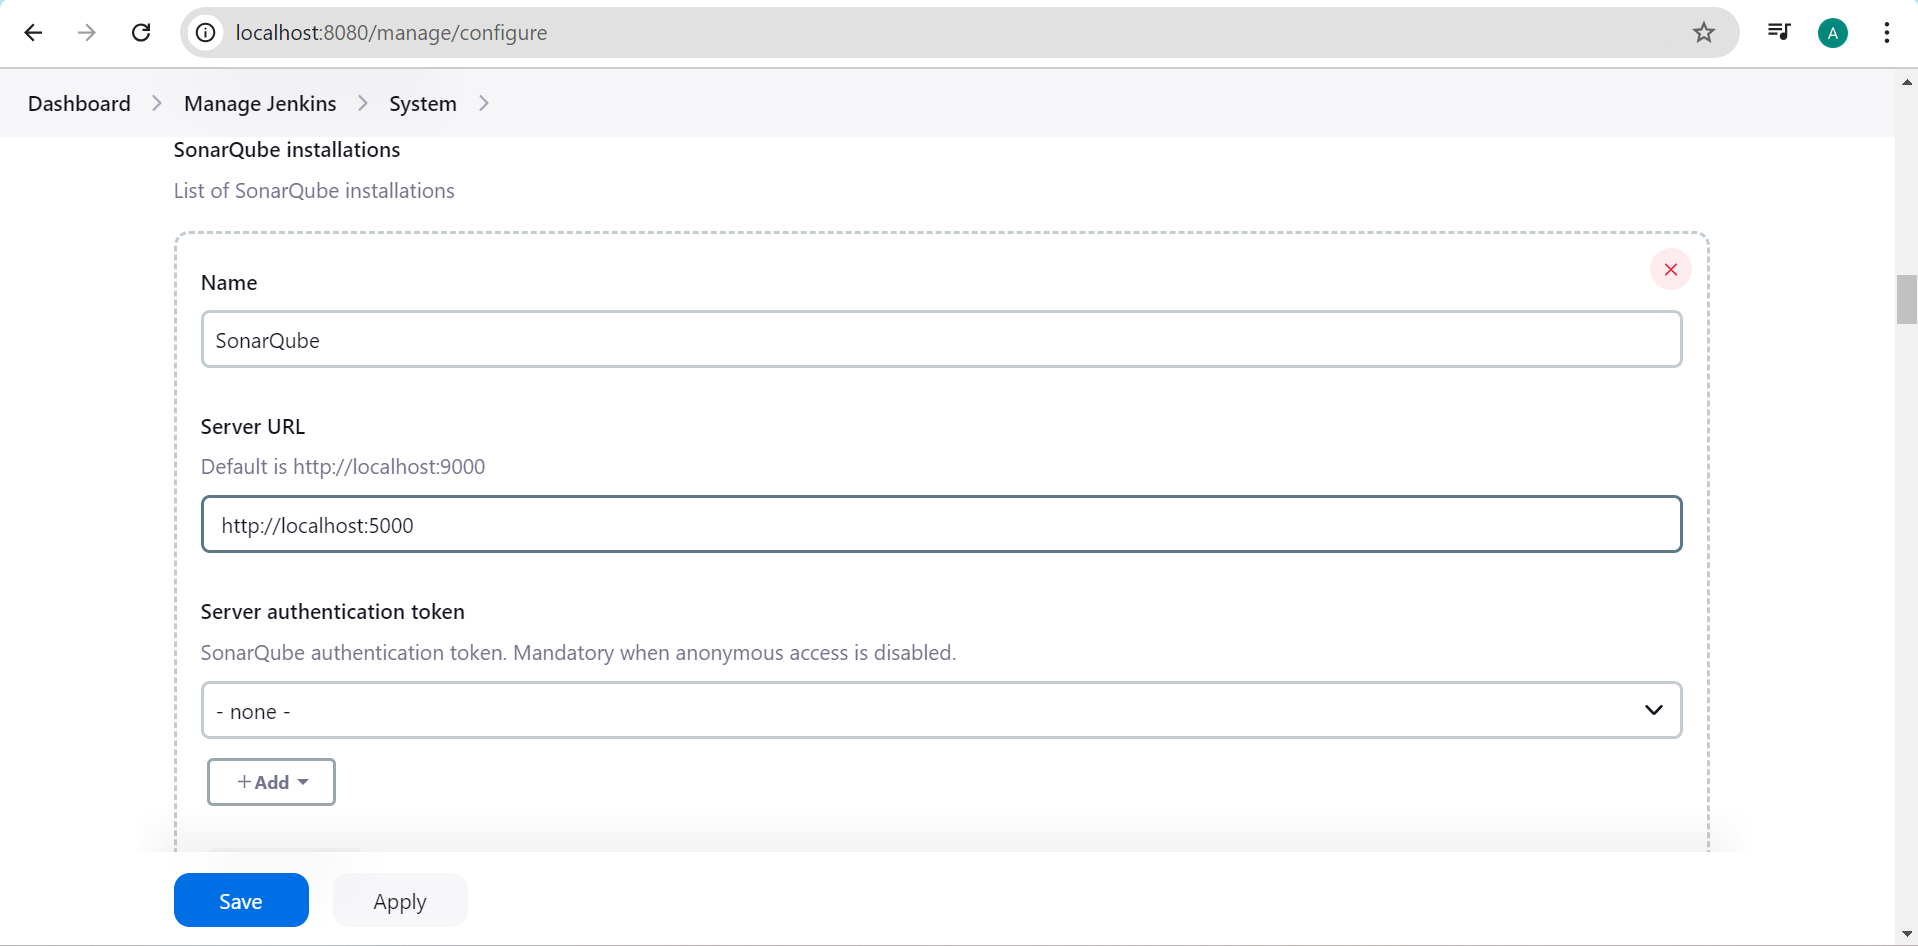 localhost:8080/manage/configure
A
Dashboard > Manage Jenkins > System >
SonarQube installations
List of SonarQube installations
Name
SonarQube
Server URL
Default is http://localhost:9000
http://localhost:5000
Server authentication token
SonarQube authentication token. Mandatory when anonymous access is disabled.
- none -
+ Add
Save Apply